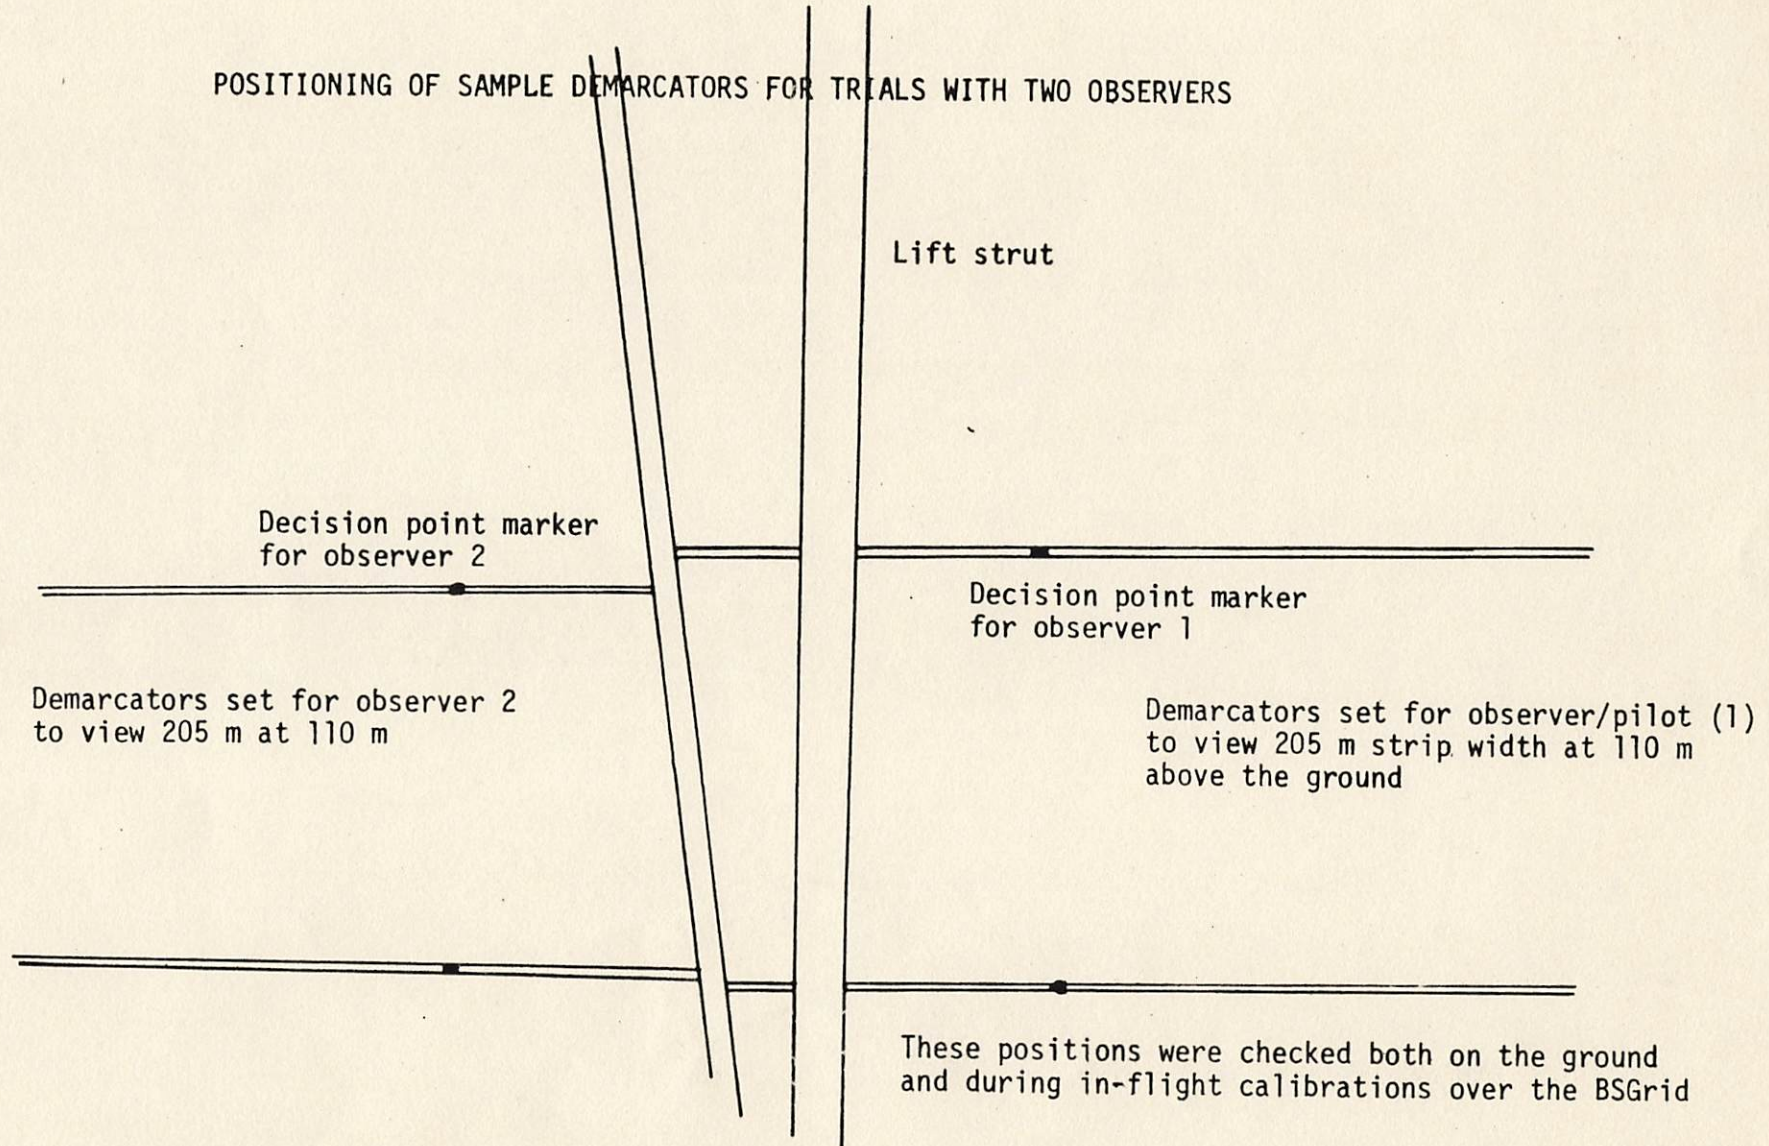 POSITIONING OF SAMPLE DEMARCATORS FOR TRIALS WITH TWO OBSERVERS
Lift strut
Decision point marker
for observer 2
Decision point marker
for observer 1
Demarcators set for observer 2
to view 205 m at 110 m
Demarcators set for observer/pilot (1)
to view 205 m strip width at 110 m
above the ground
These positions were checked both on the ground
and during in-flight calibrations over the BSGrid